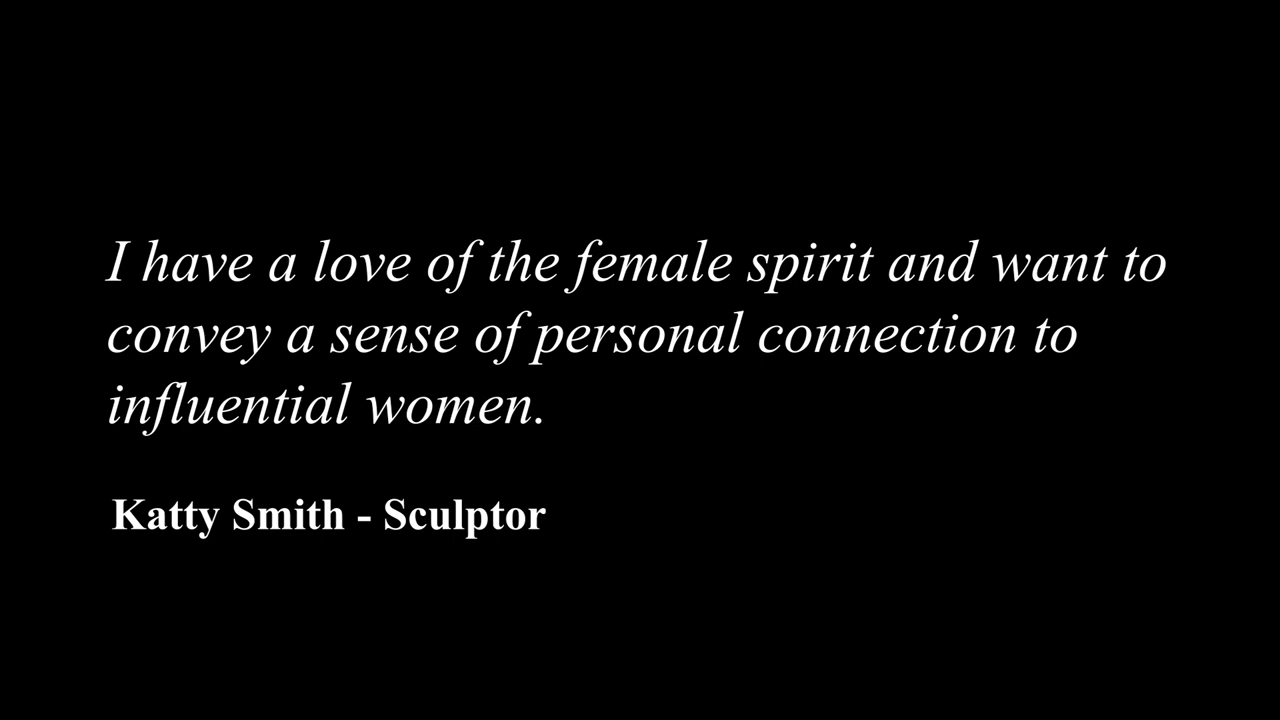 I have a love of the female spirit and want to
convey a sense of personal connection to
influential women.
Katty Smith - Sculptor